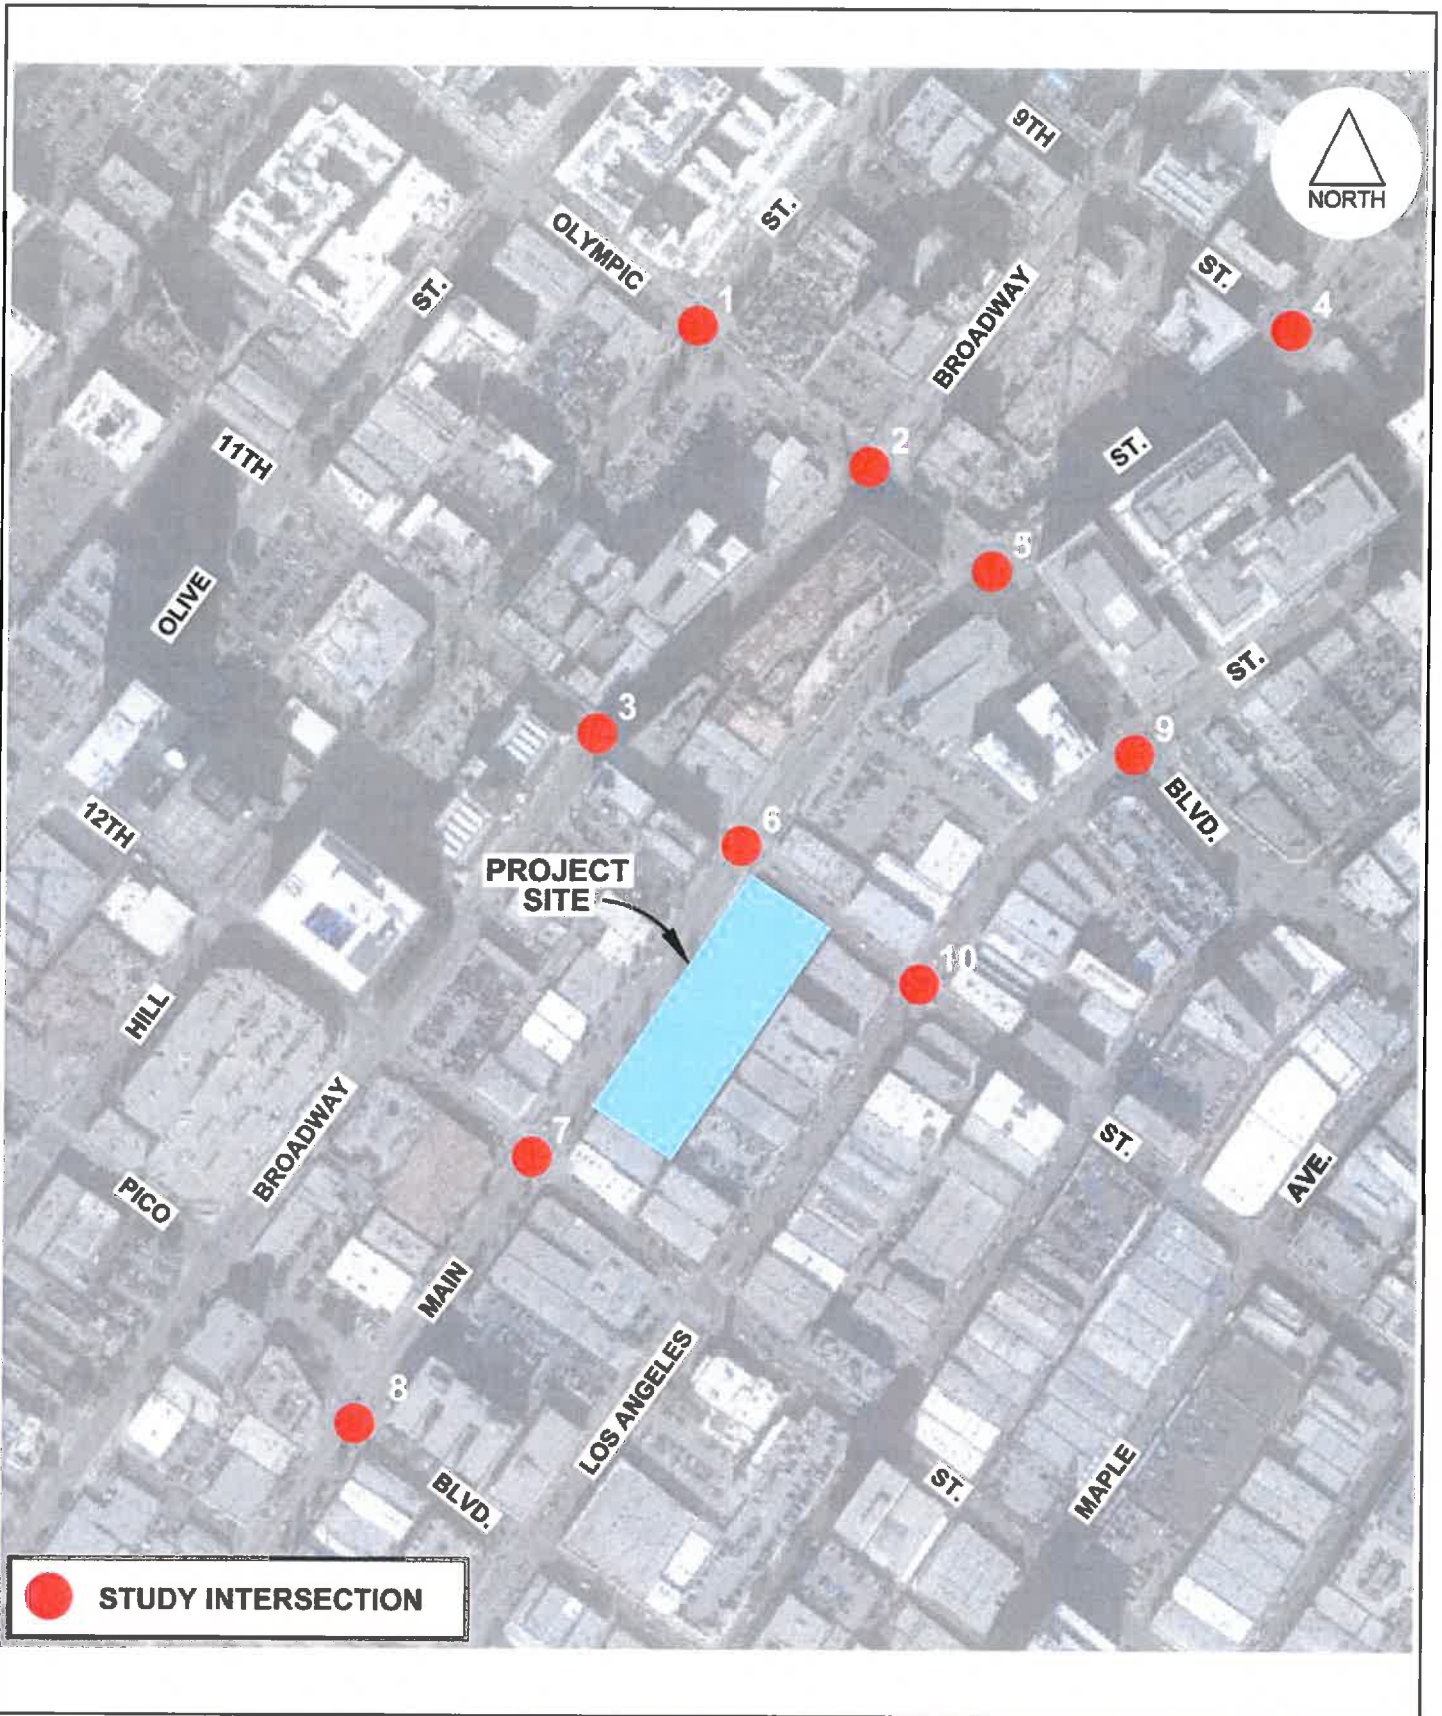 9TH
NORTH
ST.
OLYMPIC
ST.
ST.
1
4
BROADWAY
2
11TH
ST.
5
OLIVE
ST.
3
9
BLVD.
12TH
6
PROJECT
SITE
10
HILL
BROADWAY
7
ST.
AVE.
PICO
MAIN
LOS ANGELES
8
BLVD.
ST.
MAPLE
STUDY INTERSECTION